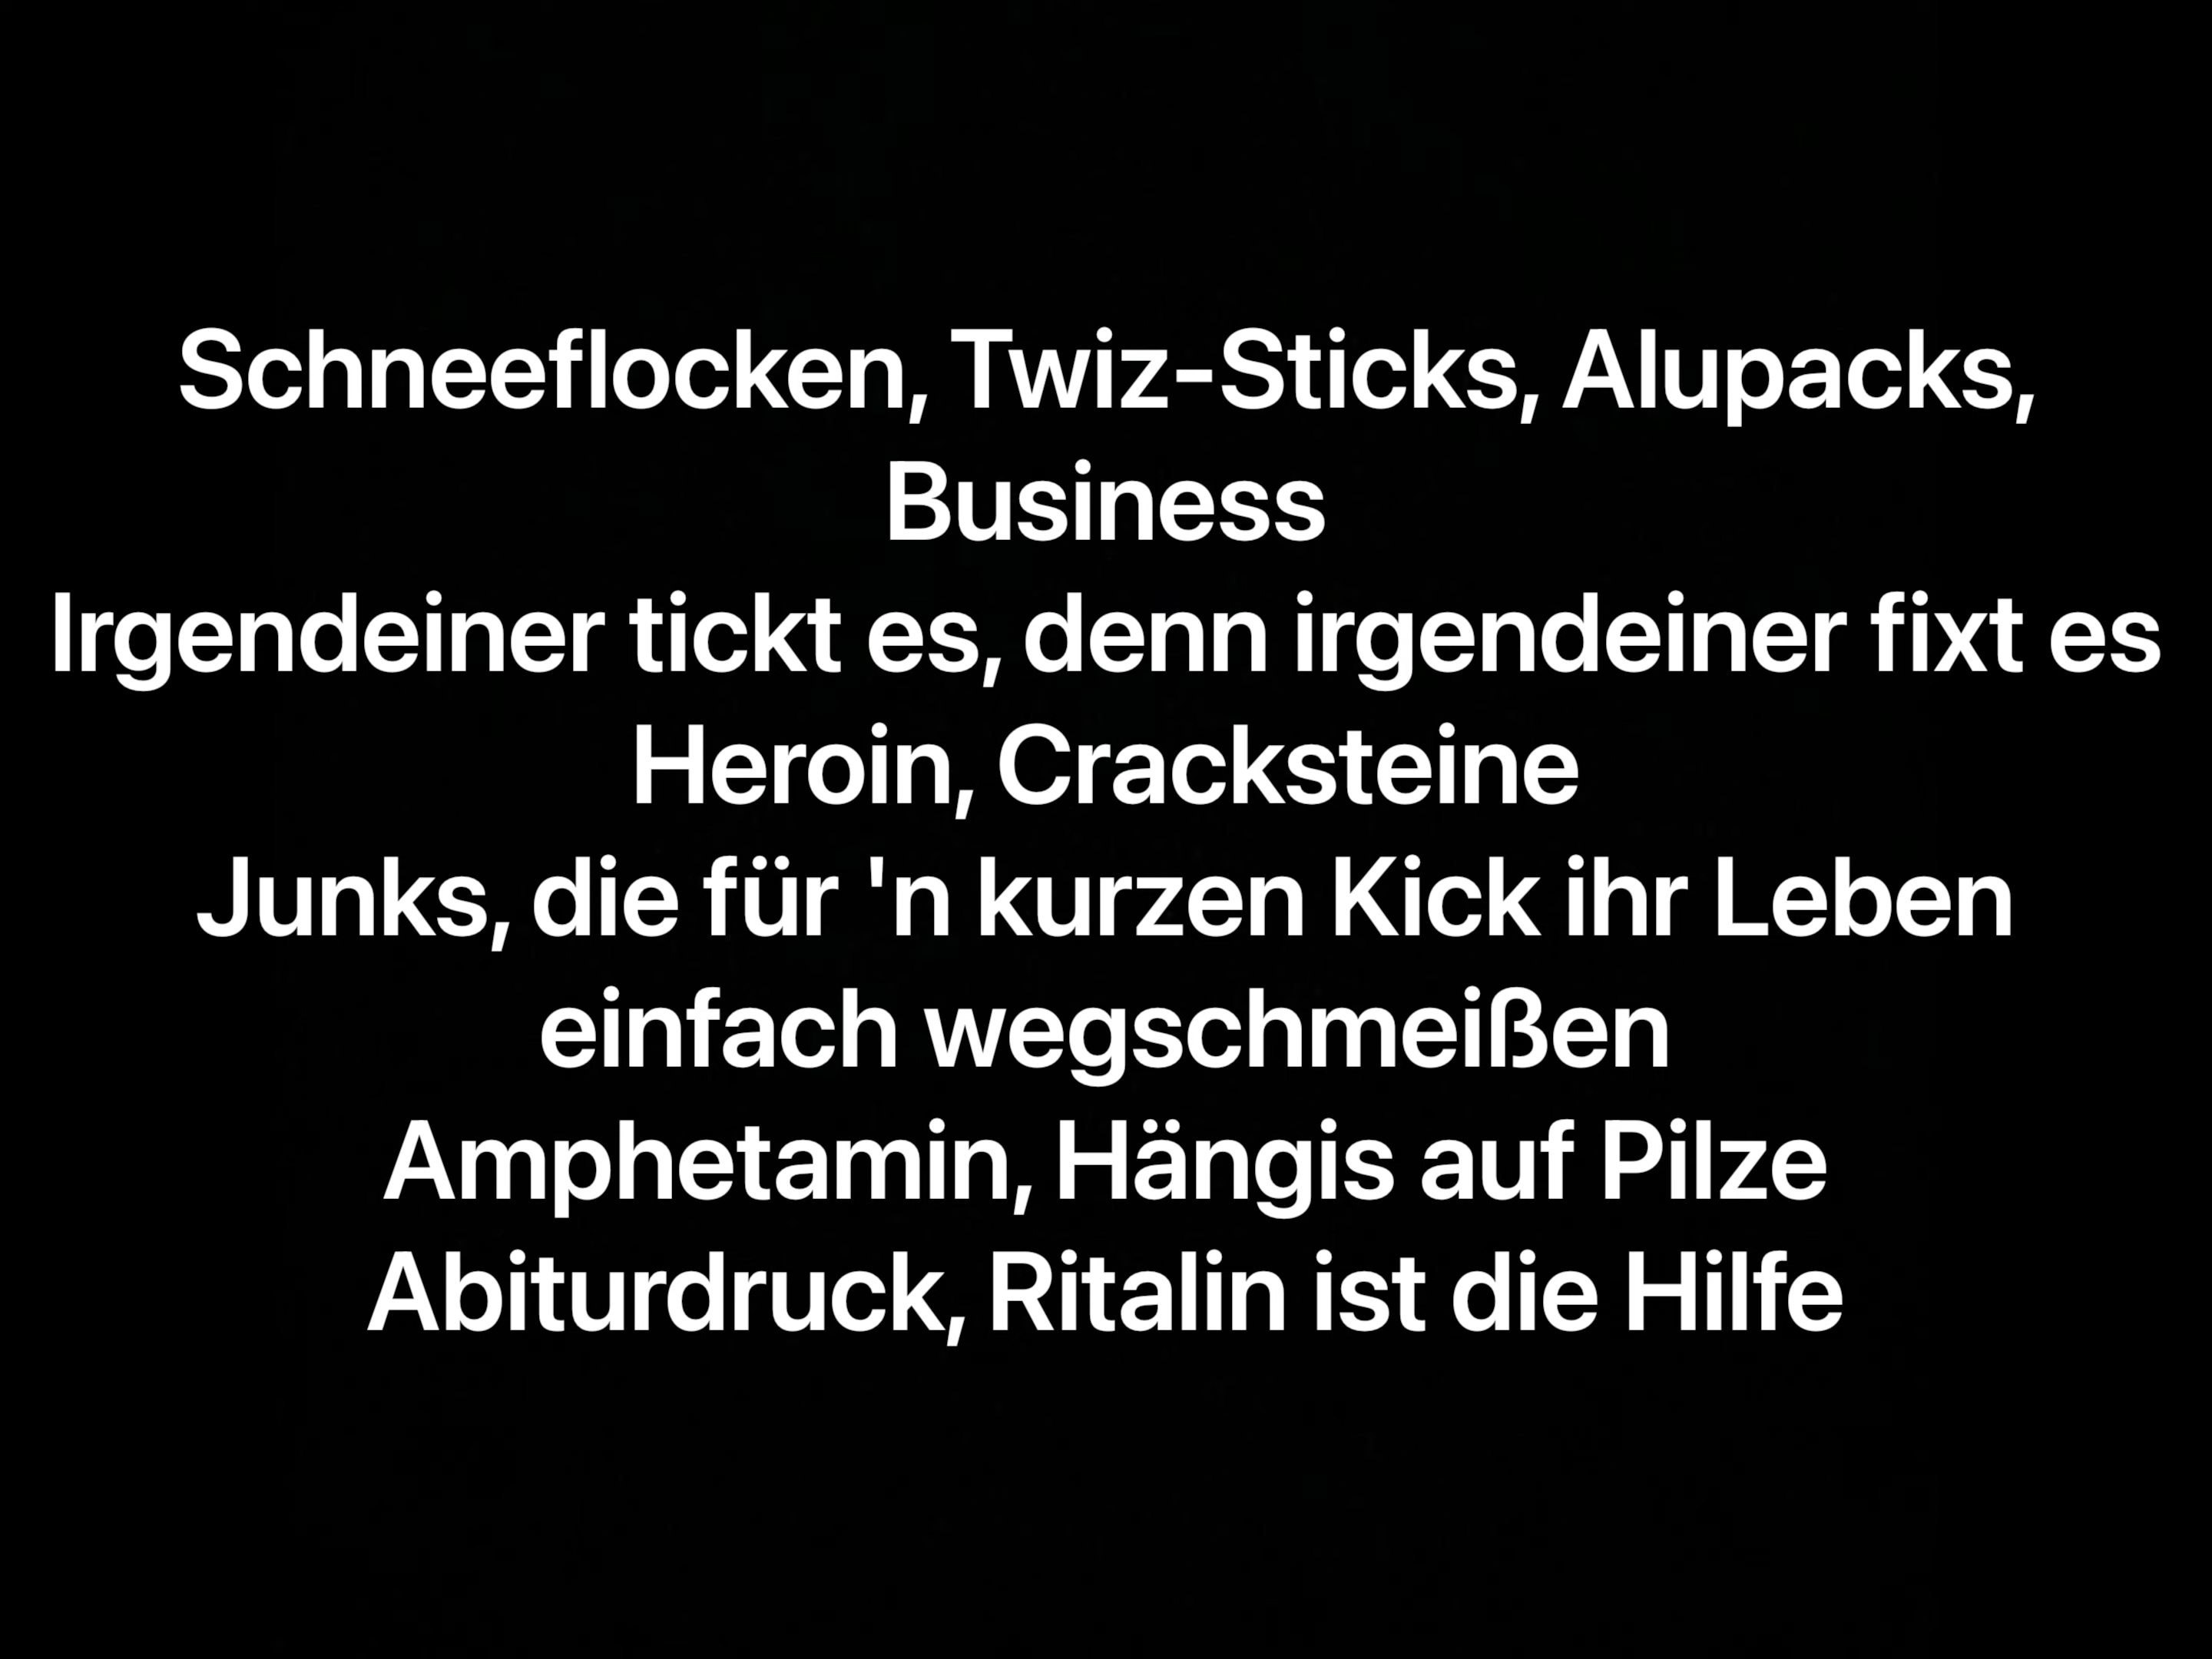 Schneeflocken, Twiz-Sticks, Alupacks,
Business
Irgendeiner tickt es, denn irgendeiner fixt es
Heroin, Cracksteine
Junks, die für 'n kurzen Kick ihr Leben
einfach wegschmeißen
Amphetamin, Hängis auf Pilze
Abiturdruck, Ritalin ist die Hilfe